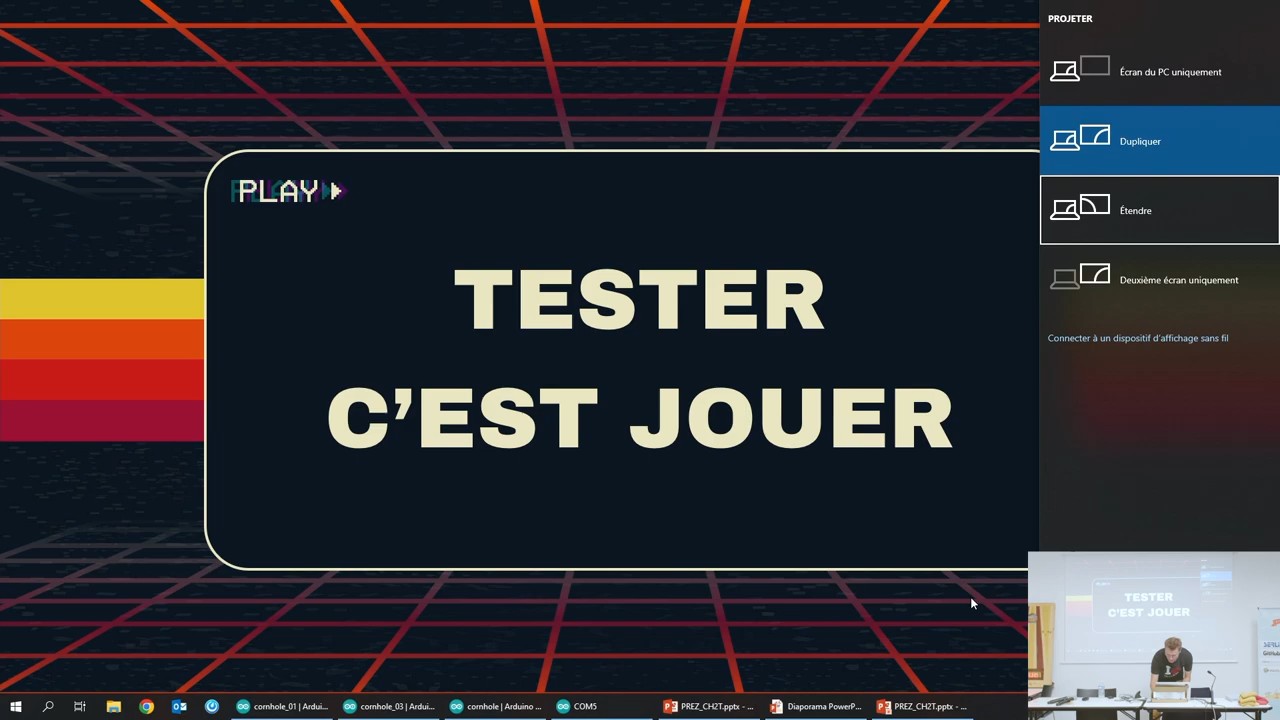 PLAY
TESTER
C’EST JOUER
PROJETER
Écran du PC uniquement
Dupliquer
Étendre
Deuxième écran uniquement
Connecter à un dispositif d’affichage sans fil
TESTER
C’EST JOUER
cornhole_01 | Ardui...
cornhole_03 | Ardui...
cornhole | Arduino ...
COM5
PREZ_CH2T.pptx - ...
Diaporama PowerP...
PREZ_CH2T.pptx - ...